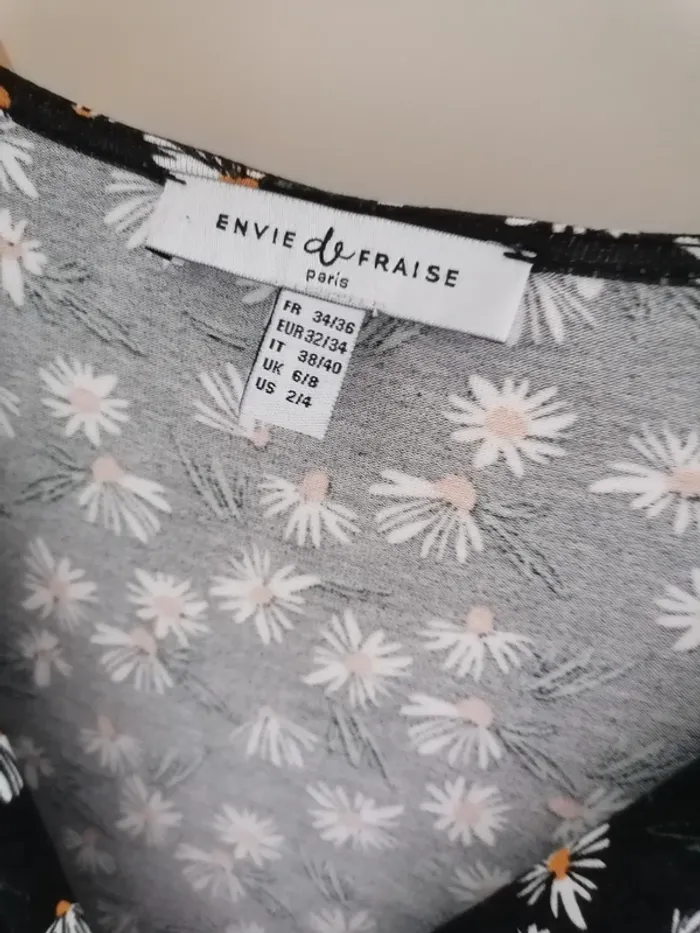 ENVIE de FRAISE
paris
FR 34/36
EUR 32/34
IT 38/40
UK 6/8
US 2/4